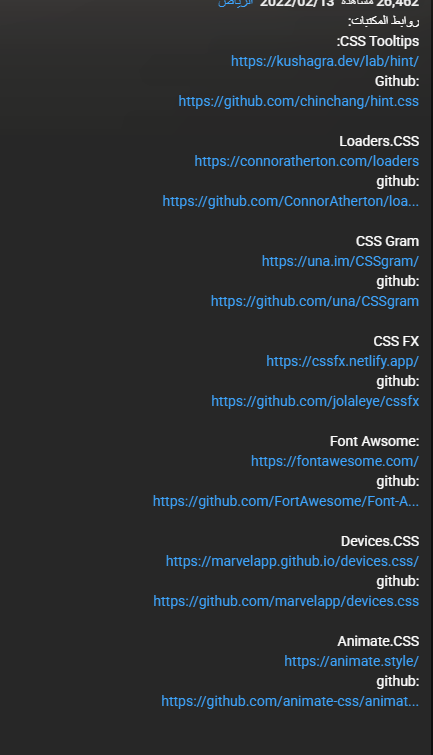 26,462 مشاهدة 2022/02/13 الرياض
روابط المكتبات:
CSS Tooltips:
https://kushagra.dev/lab/hint/
Github:
https://github.com/chinchang/hint.css
Loaders.CSS
https://connoratherton.com/loaders
github:
https://github.com/ConnorAtherton/loa...
CSS Gram
https://una.im/CSSgram/
github:
https://github.com/una/CSSgram
CSS FX
https://cssfx.netlify.app/
github:
https://github.com/jolaleye/cssfx
Font Awsome:
https://fontawesome.com/
github:
https://github.com/FortAwesome/Font-A...
Devices.CSS
https://marvelapp.github.io/devices.css/
github:
https://github.com/marvelapp/devices.css
Animate.CSS
https://animate.style/
github:
https://github.com/animate-css/animat...